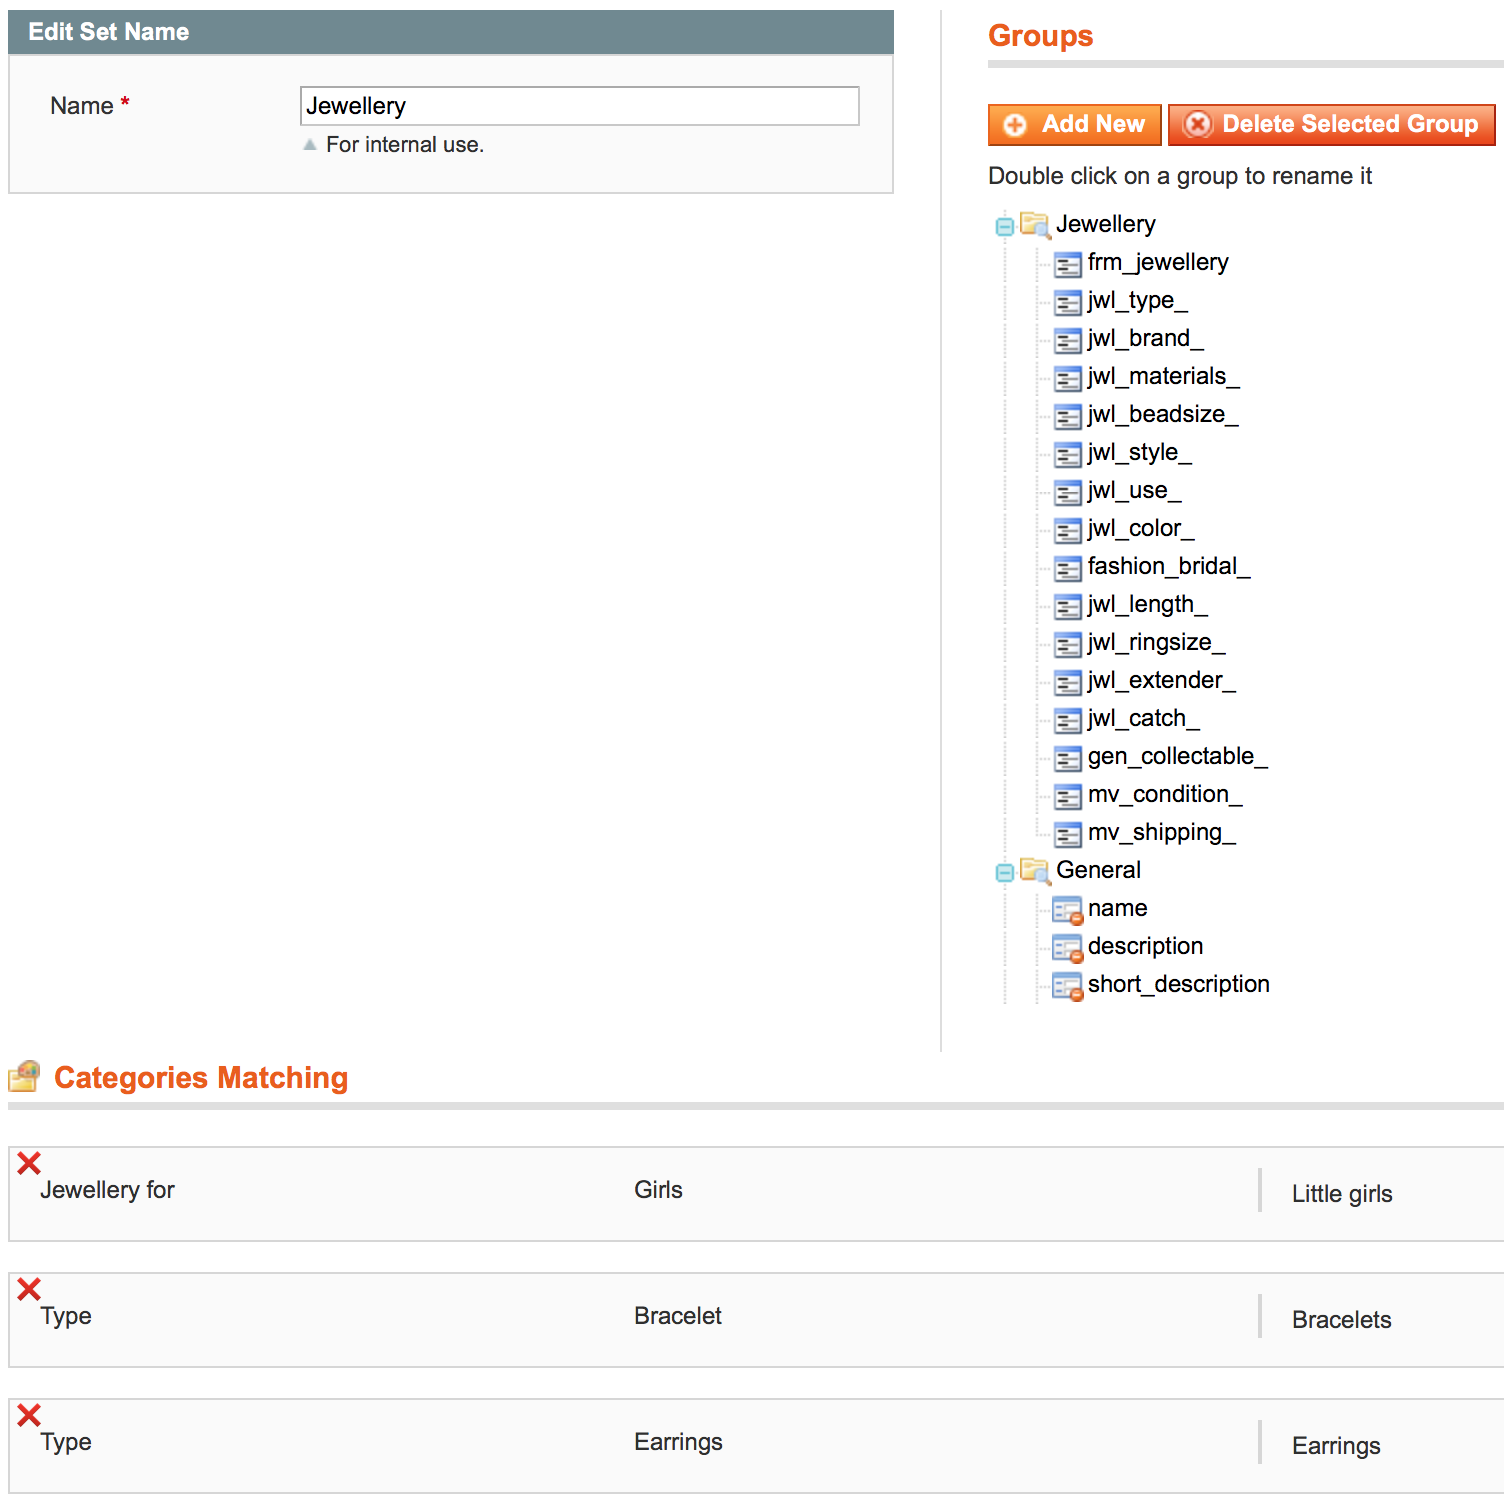 Edit Set Name
Name *
Jewellery
For internal use.
Groups
Add New
Delete Selected Group
Double click on a group to rename it
Jewellery
frm_jewellery
jwl_type_
jwl_brand_
jwl_materials_
jwl_beadsize_
jwl_style_
jwl_use_
jwl_color_
fashion_bridal_
jwl_length_
jwl_ringsize_
jwl_extender_
jwl_catch_
gen_collectable_
mv_condition_
mv_shipping_
General
name
description
short_description
Categories Matching
Jewellery for Girls Little girls
Type Bracelet Bracelets
Type Earrings Earrings